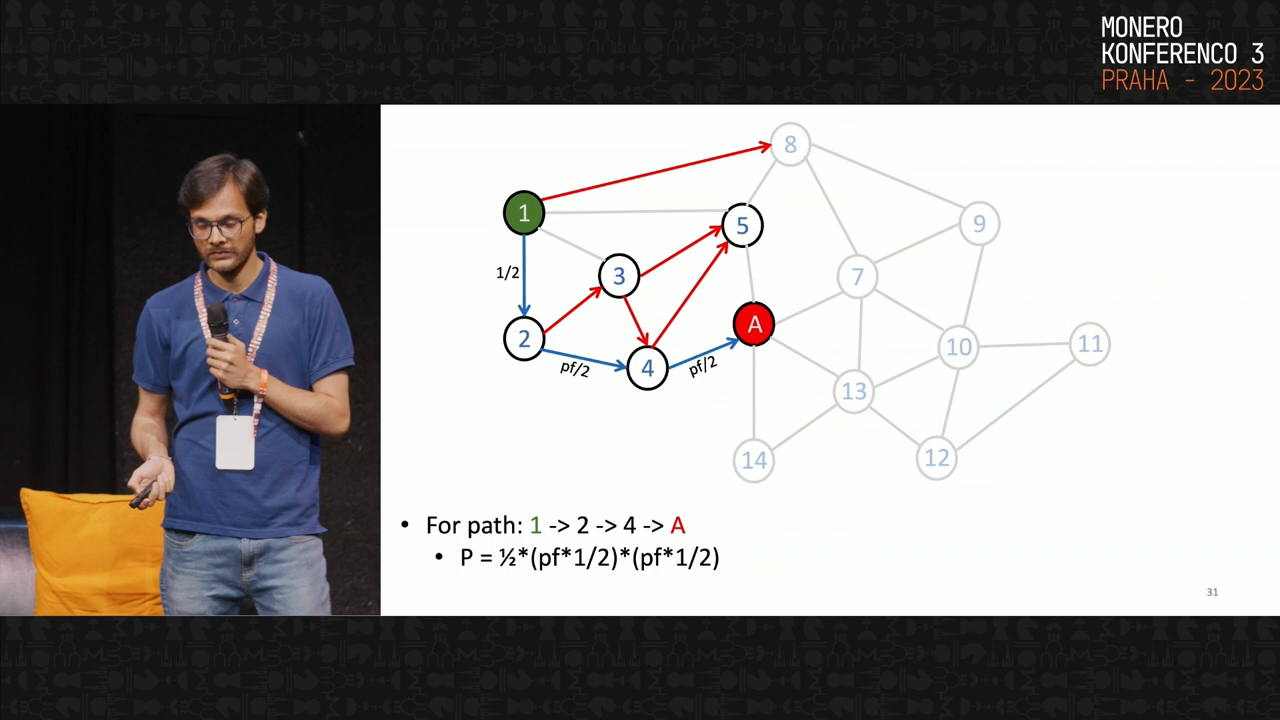 MONERO
KONFERENCO 3
PRAHA - 2023
8
1
5
9
3
7
1/2
2
A
10
11
4
pf/2
pf/2
13
14
12
• For path: 1 -> 2 -> 4 -> A
• P = ½*(pf*1/2)*(pf*1/2)
31